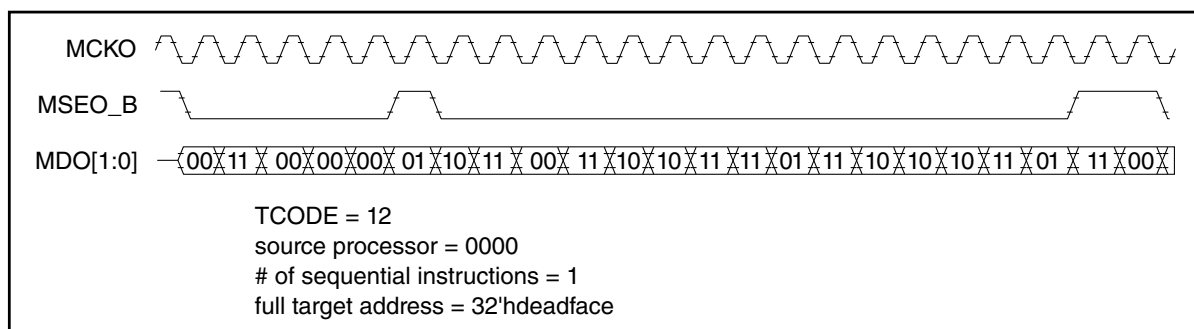 MCKO
MSEO_B
MDO[1:0] 00 11 00 00 00 01 10 11 00 11 10 10 11 11 01 11 10 10 10 11 01 11 00
TCODE = 12
source processor = 0000
# of sequential instructions = 1
full target address = 32'hdeadface